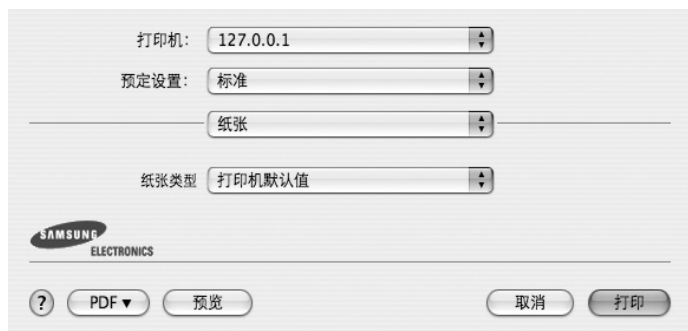 打印机： 127.0.0.1
预定设置： 标准
纸张
纸张类型 打印机默认值
SAMSUNG
ELECTRONICS
? PDF▼ 预览 取消 打印